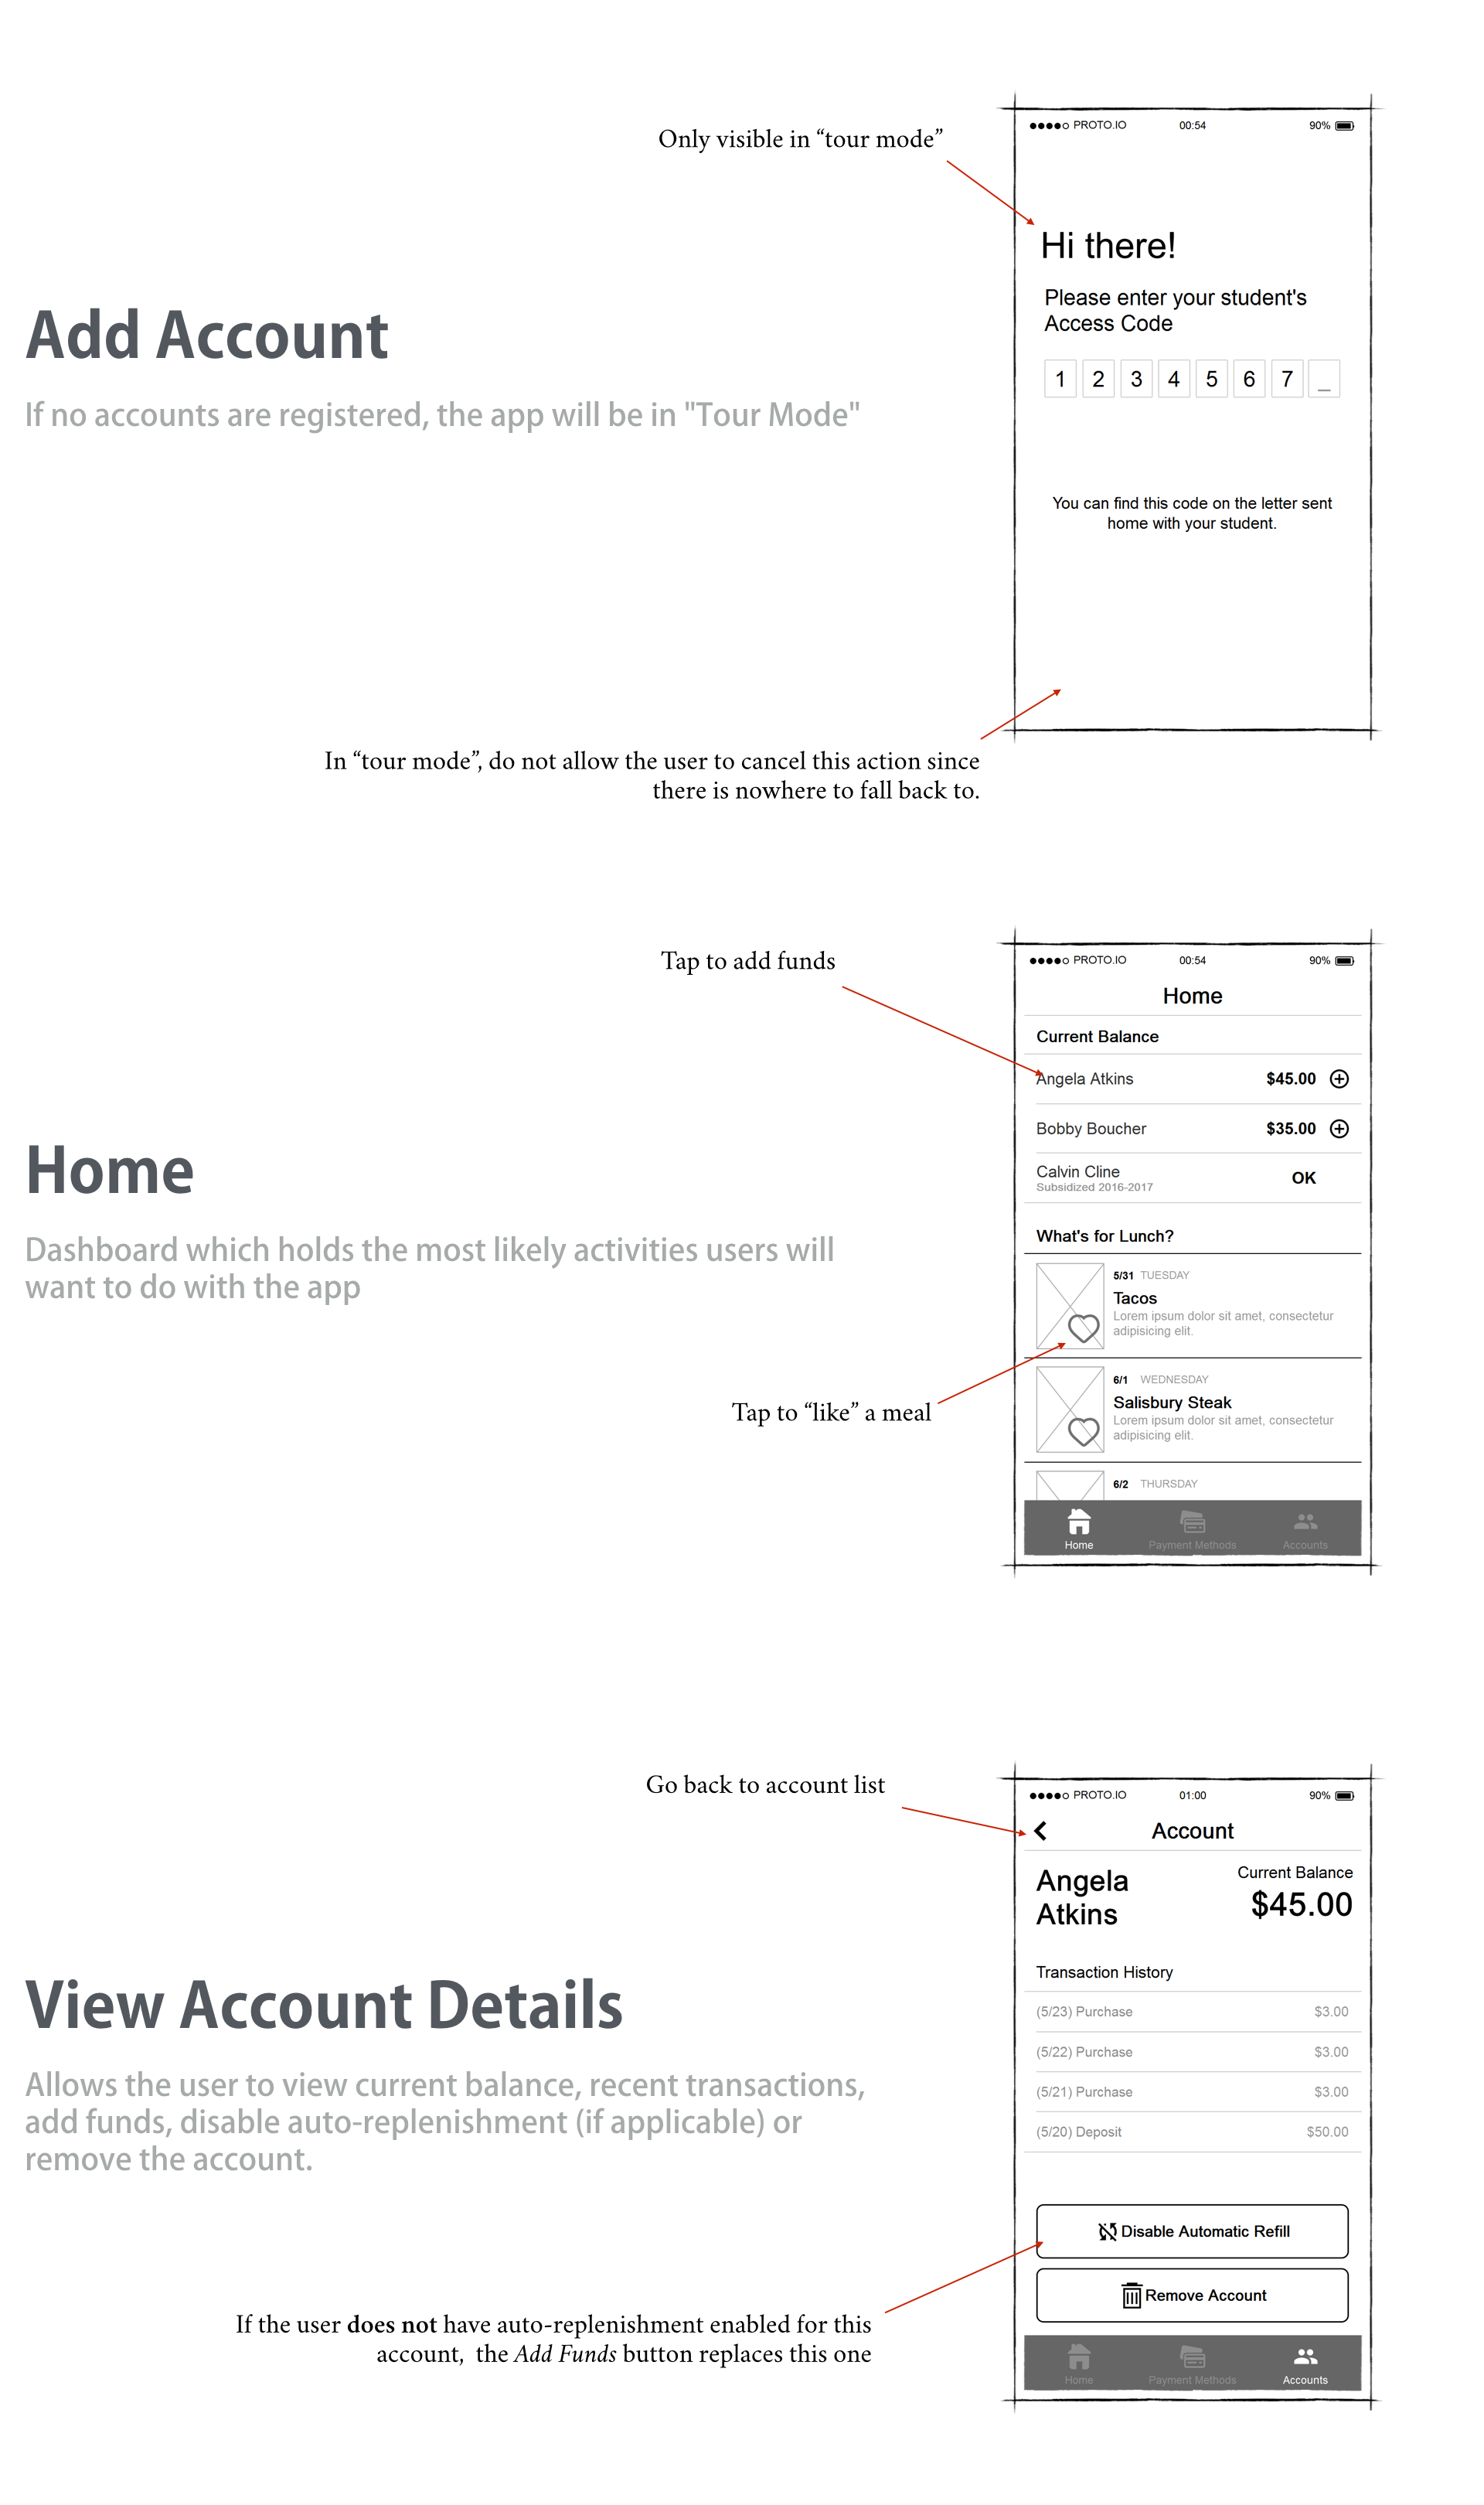 Only visible in “tour mode”
PROTO.IO 00:54 90%
Hi there!
Please enter your student's
Access Code
1 2 3 4 5 6 7 _
Add Account
If no accounts are registered, the app will be in "Tour Mode"
You can find this code on the letter sent
home with your student.
In “tour mode”, do not allow the user to cancel this action since
there is nowhere to fall back to.
Tap to add funds
PROTO.IO 00:54 90%
Home
Current Balance
Angela Atkins $45.00
Bobby Boucher $35.00
Calvin Cline OK
Subsidized 2016-2017
Home
Dashboard which holds the most likely activities users will
want to do with the app
What's for Lunch?
5/31 TUESDAY
Tacos
Lorem ipsum dolor sit amet, consectetur
adipisicing elit.
6/1 WEDNESDAY
Salisbury Steak
Lorem ipsum dolor sit amet, consectetur
adipisicing elit.
Tap to “like” a meal
6/2 THURSDAY
Home Payment Methods Accounts
Go back to account list
PROTO.IO 01:00 90%
Account
Angela
Atkins
Current Balance
$45.00
Transaction History
(5/23) Purchase $3.00
(5/22) Purchase $3.00
(5/21) Purchase $3.00
(5/20) Deposit $50.00
View Account Details
Allows the user to view current balance, recent transactions,
add funds, disable auto-replenishment (if applicable) or
remove the account.
Disable Automatic Refill
Remove Account
If the user does not have auto-replenishment enabled for this
account, the Add Funds button replaces this one
Home Payment Methods Accounts